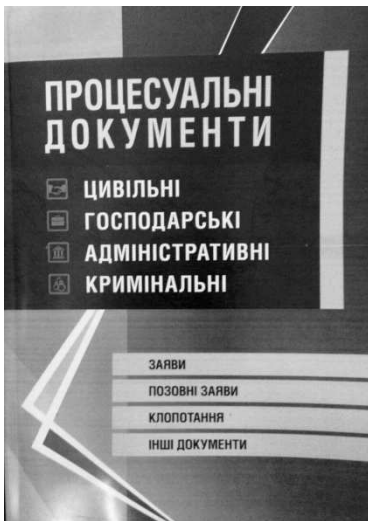 ПРОЦЕСУАЛЬНІ
ДОКУМЕНТИ
ЦИВІЛЬНІ
ГОСПОДАРСЬКІ
АДМІНІСТРАТИВНІ
КРИМІНАЛЬНІ
ЗАЯВИ
ПОЗОВНІ ЗАЯВИ
КЛОПОТАННЯ
ІНШІ ДОКУМЕНТИ